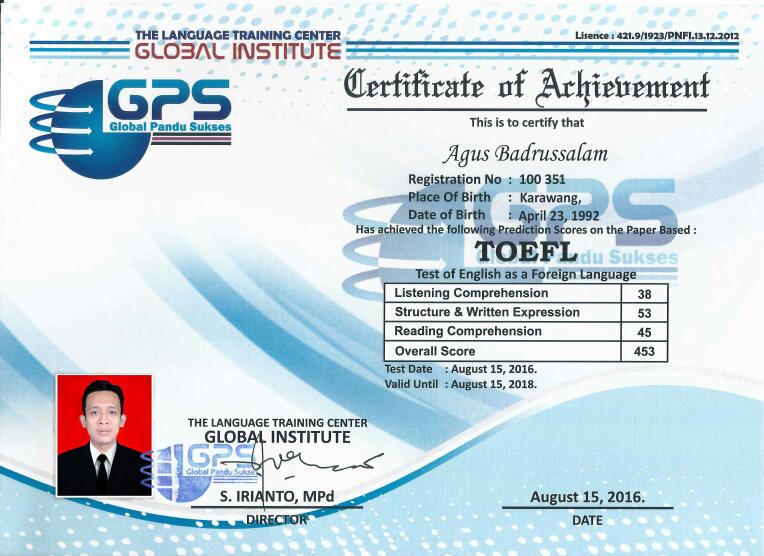 THE LANGUAGE TRAINING CENTER
GLOBAL INSTITUTE
Lisence : 421.9/1923/PNFI.13.12.2012
GPS
Global Pandu Sukses
Certificate of Achievement
This is to certify that
Agus Badrussalam
Registration No : 100 351
Place Of Birth : Karawang,
Date of Birth : April 23, 1992
Has achieved the following Prediction Scores on the Paper Based :
GPS
Global Pandu Sukses
TOEFL
Test of English as a Foreign Language
Listening Comprehension 38
Structure & Written Expression 53
Reading Comprehension 45
Overall Score 453
Test Date : August 15, 2016.
Valid Until : August 15, 2018.
THE LANGUAGE TRAINING CENTER
GLOBAL INSTITUTE
GPS
Global Pandu Sukses
S. IRIANTO, MPd
DIRECTOR
August 15, 2016.
DATE